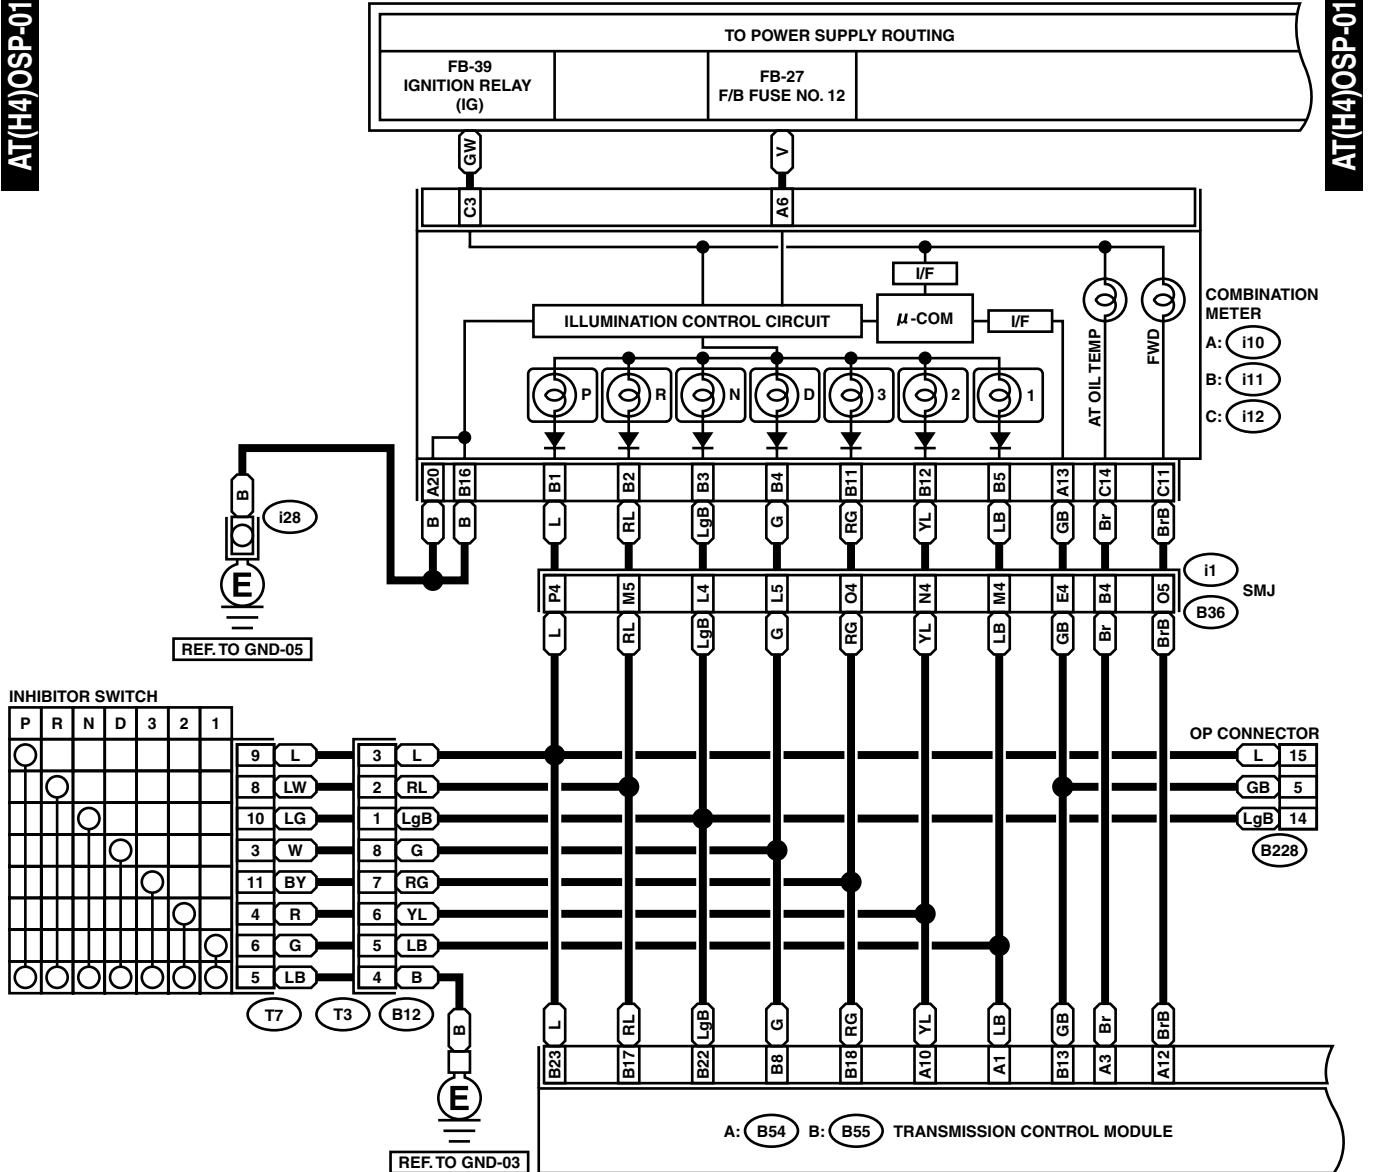 AT(H4)OSP-01
AT(H4)OSP-01
TO POWER SUPPLY ROUTING
FB-39
IGNITION RELAY
(IG)
FB-27
F/B FUSE NO. 12
GW
V
C3
A6
I/F
ILLUMINATION CONTROL CIRCUIT
μ-COM
I/F
AT OIL TEMP
FWD
COMBINATION
METER
A: i10
B: i11
C: i12
P R N D 3 2 1
A20 B16 B1 B2 B3 B4 B11 B12 B5 A13 C14 C11
B B L RL LgB G RG YL LB GB Br BrB
B
i28
E
REF. TO GND-05
P4 M5 L4 L5 O4 N4 M4 E4 B4 O5
i1
SMJ
B36
L RL LgB G RG YL LB GB Br BrB
INHIBITOR SWITCH
P R N D 3 2 1
9 L 3 L
8 LW 2 RL
10 LG 1 LgB
3 W 8 G
11 BY 7 RG
4 R 6 YL
6 G 5 LB
5 LB 4 B
T7 T3 B12
OP CONNECTOR
L 15
GB 5
LgB 14
B228
B
E
REF. TO GND-03
L RL LgB G RG YL LB GB Br BrB
B23 B17 B22 B8 B18 A10 A1 B13 A3 A12
A: B54 B: B55 TRANSMISSION CONTROL MODULE